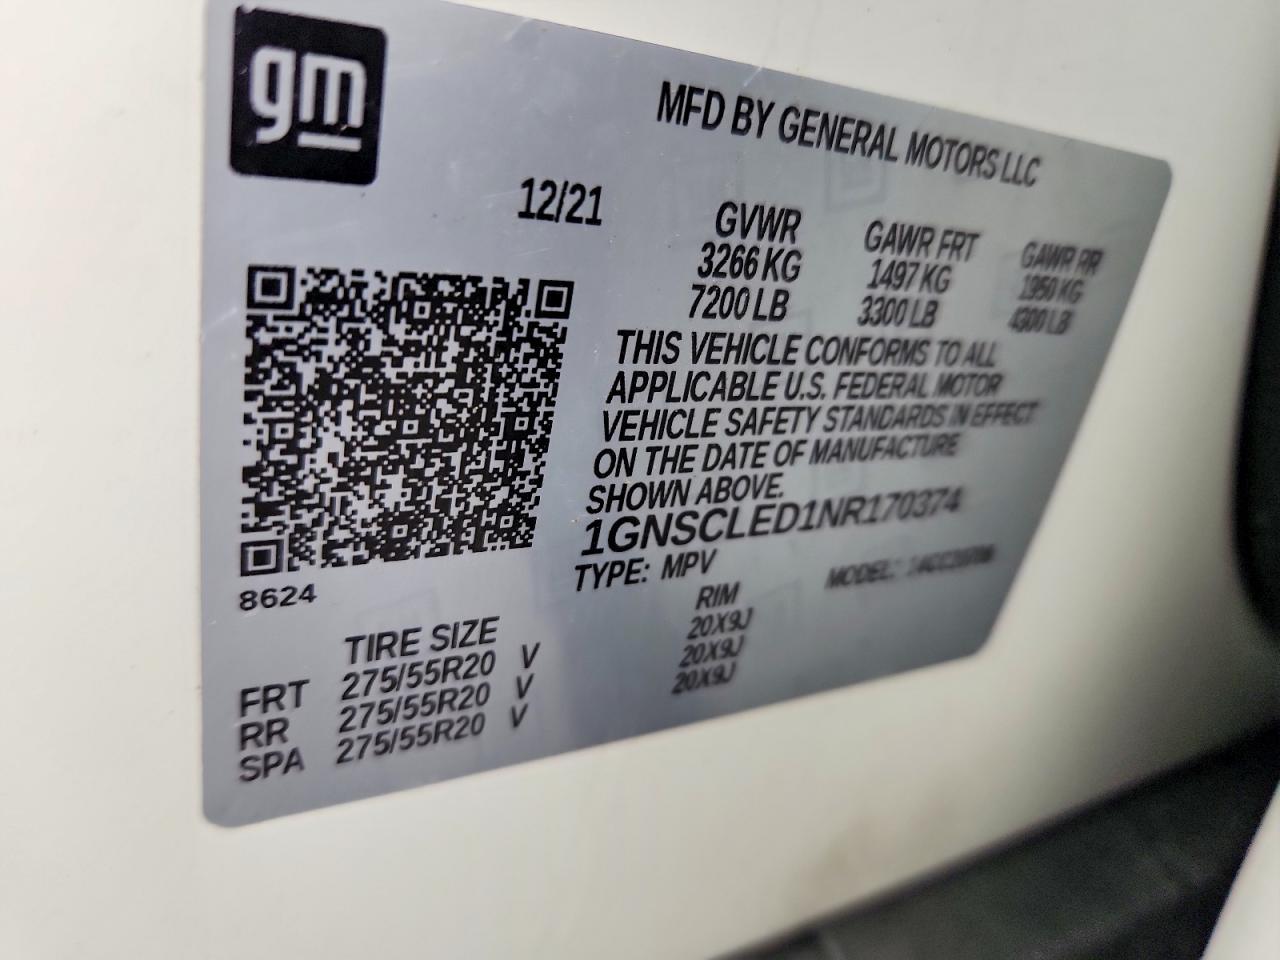 gm
MFD BY GENERAL MOTORS LLC
12/21
GVWR GAWR FRT GAWR RR
3266 KG 1497 KG 1950 KG
7200 LB 3300 LB 4300 LB
THIS VEHICLE CONFORMS TO ALL
APPLICABLE U.S. FEDERAL MOTOR
VEHICLE SAFETY STANDARDS IN EFFECT
ON THE DATE OF MANUFACTURE
SHOWN ABOVE.
1GNSCLED1NR170374
TYPE: MPV MODEL:
8624
TIRE SIZE RIM
FRT 275/55R20 V 20X9J
RR 275/55R20 V 20X9J
SPA 275/55R20 V 20X9J